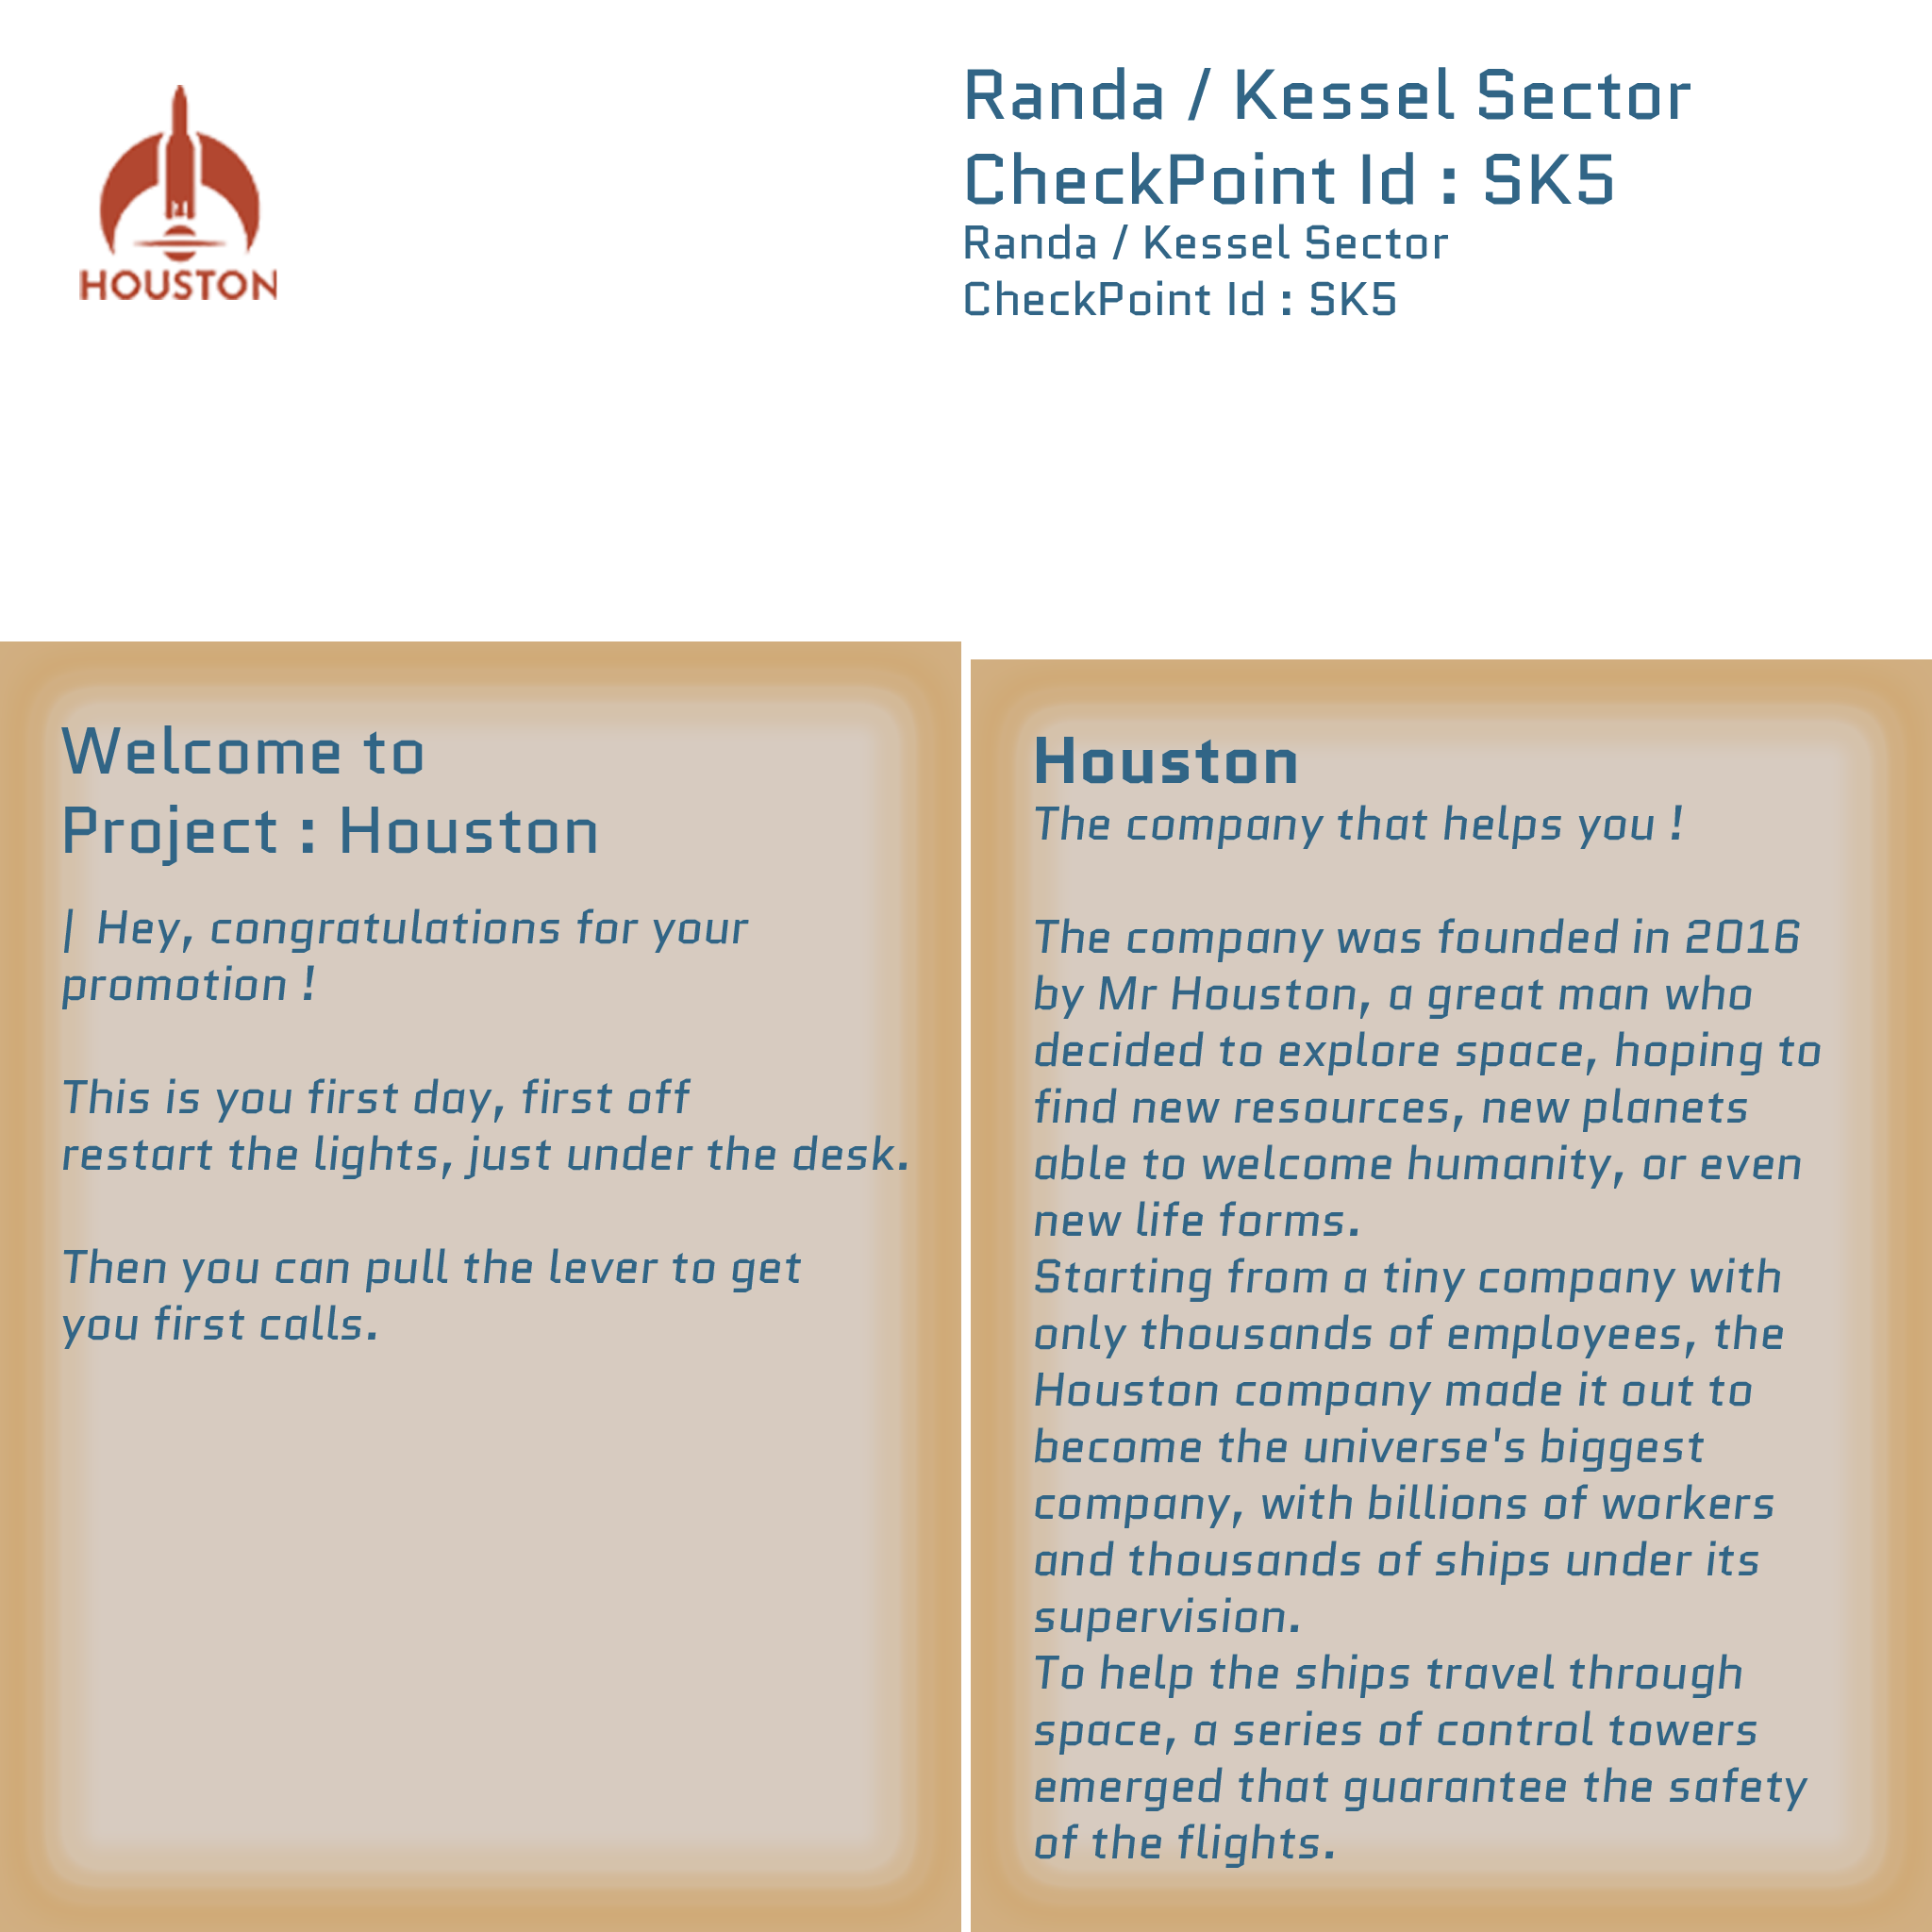 HOUSTON
Randa / Kessel Sector
CheckPoint Id : SK5
Randa / Kessel Sector
CheckPoint Id : SK5
Welcome to
Project : Houston
| Hey, congratulations for your
promotion !
This is you first day, first off
restart the lights, just under the desk.
Then you can pull the lever to get
you first calls.
Houston
The company that helps you !
The company was founded in 2016
by Mr Houston, a great man who
decided to explore space, hoping to
find new resources, new planets
able to welcome humanity, or even
new life forms.
Starting from a tiny company with
only thousands of employees, the
Houston company made it out to
become the universe's biggest
company, with billions of workers
and thousands of ships under its
supervision.
To help the ships travel through
space, a series of control towers
emerged that guarantee the safety
of the flights.